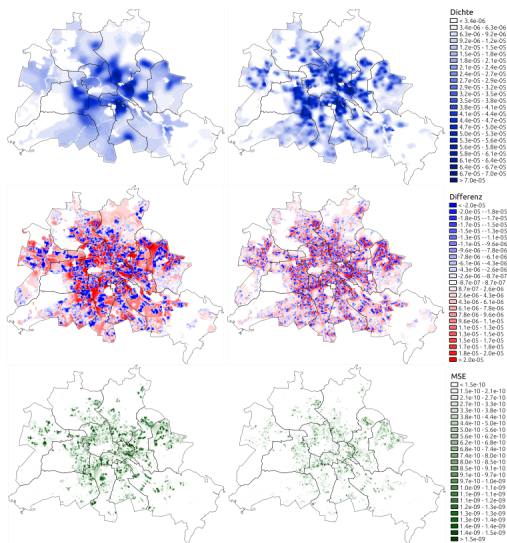 Dichte
< 3.4e-06
3.4e-06 - 6.3e-06
6.3e-06 - 9.2e-06
9.2e-06 - 1.2e-05
1.2e-05 - 1.5e-05
1.5e-05 - 1.8e-05
1.8e-05 - 2.1e-05
2.1e-05 - 2.4e-05
2.4e-05 - 2.7e-05
2.7e-05 - 2.9e-05
2.9e-05 - 3.2e-05
3.2e-05 - 3.5e-05
3.5e-05 - 3.8e-05
3.8e-05 - 4.1e-05
4.1e-05 - 4.4e-05
4.4e-05 - 4.7e-05
4.7e-05 - 5.0e-05
5.0e-05 - 5.3e-05
5.3e-05 - 5.6e-05
5.6e-05 - 5.8e-05
5.8e-05 - 6.1e-05
6.1e-05 - 6.4e-05
6.4e-05 - 6.7e-05
6.7e-05 - 7.0e-05
> 7.0e-05
Differenz
< -2.0e-05
-2.0e-05 - -1.8e-05
-1.8e-05 - -1.7e-05
-1.7e-05 - -1.5e-05
-1.5e-05 - -1.3e-05
-1.3e-05 - -1.1e-05
-1.1e-05 - -9.6e-06
-9.6e-06 - -7.8e-06
-7.8e-06 - -6.1e-06
-6.1e-06 - -4.3e-06
-4.3e-06 - -2.6e-06
-2.6e-06 - -8.7e-07
-8.7e-07 - 8.7e-07
8.7e-07 - 2.6e-06
2.6e-06 - 4.3e-06
4.3e-06 - 6.1e-06
6.1e-06 - 7.8e-06
7.8e-06 - 9.6e-06
9.6e-06 - 1.1e-05
1.1e-05 - 1.3e-05
1.3e-05 - 1.5e-05
1.5e-05 - 1.7e-05
1.7e-05 - 1.8e-05
1.8e-05 - 2.0e-05
> 2.0e-05
MSE
< 1.5e-10
1.5e-10 - 2.1e-10
2.1e-10 - 2.7e-10
2.7e-10 - 3.3e-10
3.3e-10 - 3.8e-10
3.8e-10 - 4.4e-10
4.4e-10 - 5.0e-10
5.0e-10 - 5.6e-10
5.6e-10 - 6.2e-10
6.2e-10 - 6.8e-10
6.8e-10 - 7.4e-10
7.4e-10 - 8.0e-10
8.0e-10 - 8.5e-10
8.5e-10 - 9.1e-10
9.1e-10 - 9.7e-10
9.7e-10 - 1.0e-09
1.0e-09 - 1.1e-09
1.1e-09 - 1.1e-09
1.1e-09 - 1.2e-09
1.2e-09 - 1.3e-09
1.3e-09 - 1.3e-09
1.3e-09 - 1.4e-09
1.4e-09 - 1.4e-09
1.4e-09 - 1.5e-09
> 1.5e-09